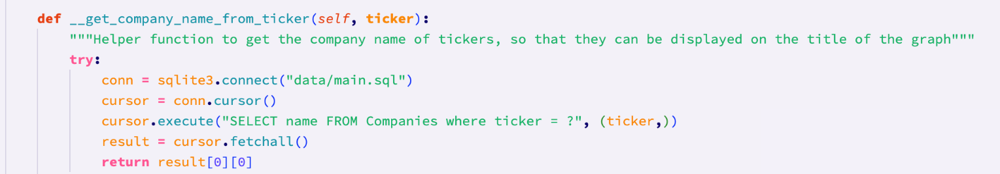 def __get_company_name_from_ticker(self, ticker):
"""Helper function to get the company name of tickers, so that they can be displayed on the title of the graph"""
try:
conn = sqlite3.connect("data/main.sql")
cursor = conn.cursor()
cursor.execute("SELECT name FROM Companies where ticker = ?", (ticker,))
result = cursor.fetchall()
return result[0][0]